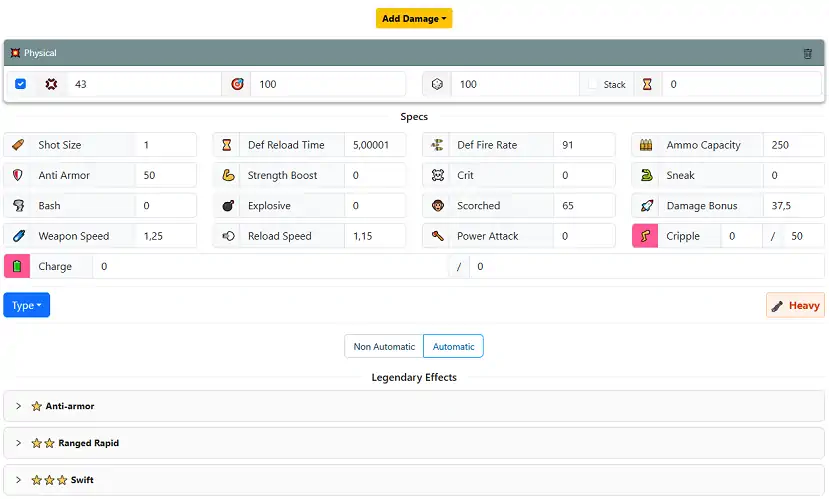 Add Damage
Physical
43 100 100 Stack 0
Specs
Shot Size 1 Def Reload Time 5,00001 Def Fire Rate 91 Ammo Capacity 250
Anti Armor 50 Strength Boost 0 Crit 0 Sneak 0
Bash 0 Explosive 0 Scorched 65 Damage Bonus 37,5
Weapon Speed 1,25 Reload Speed 1,15 Power Attack 0 Cripple 0 / 50
Charge 0 / 0
Type Heavy
Non Automatic Automatic
Legendary Effects
Anti-armor
Ranged Rapid
Swift